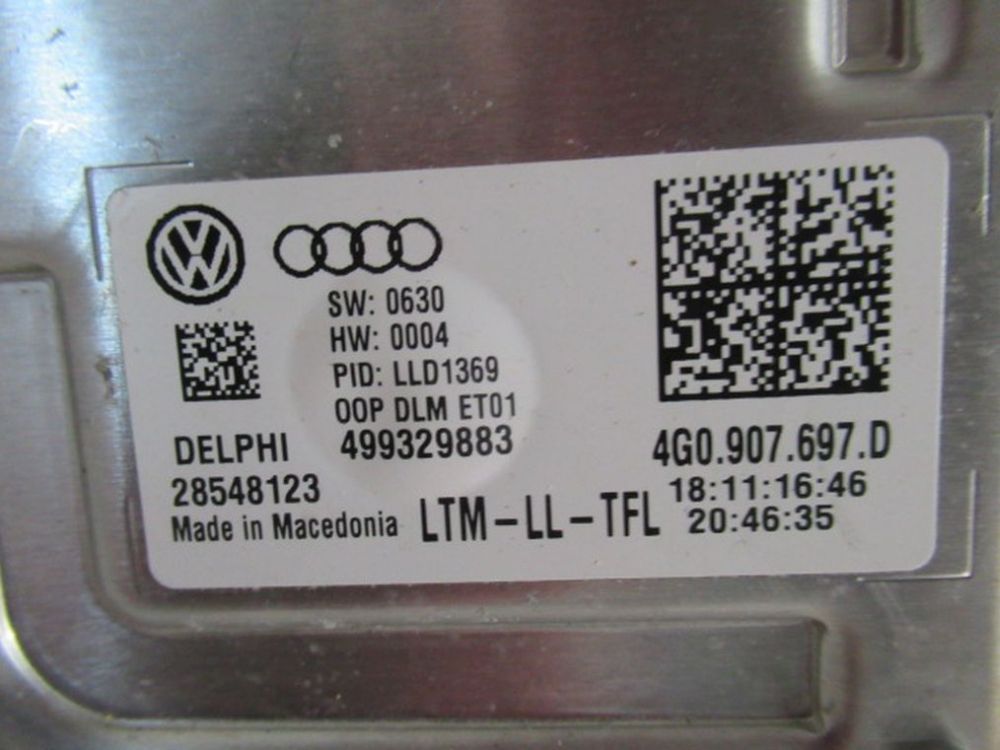 SW: 0630
HW: 0004
PID: LLD1369
OOP DLM ET01
499329883
DELPHI
28548123
Made in Macedonia
LTM-LL-TFL
4G0.907.697.D
18:11:16:46
20:46:35